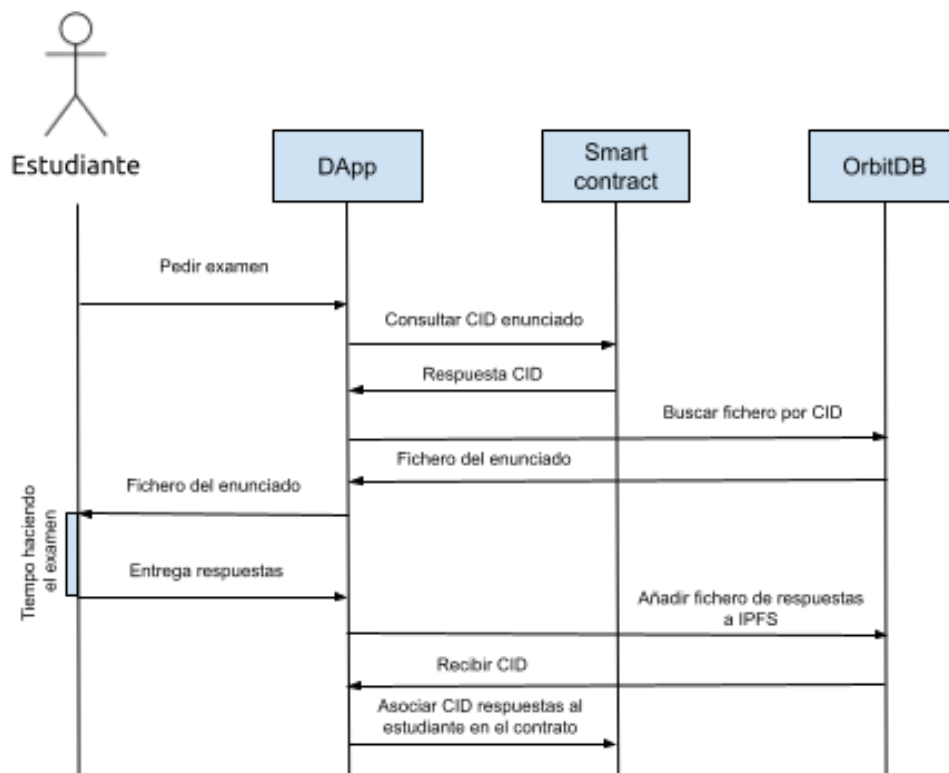 Estudiante
DApp
Smart
contract
OrbitDB
Pedir examen
Consultar CID enunciado
Respuesta CID
Buscar fichero por CID
Fichero del enunciado
Fichero del enunciado
Tiempo haciendo
el examen
Entrega respuestas
Añadir fichero de respuestas
a IPFS
Recibir CID
Asociar CID respuestas al
estudiante en el contrato